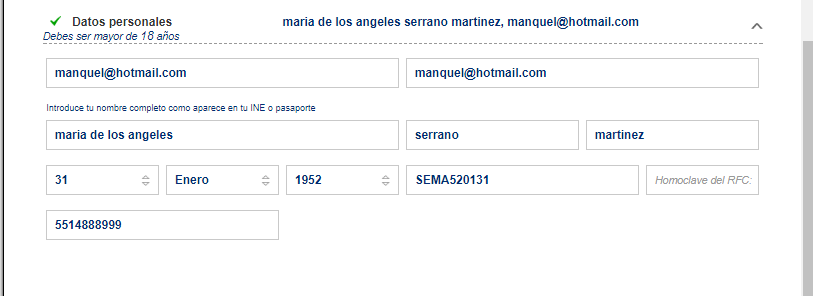 Datos personales maria de los angeles serrano martinez, manquel@hotmail.com
Debes ser mayor de 18 años
manquel@hotmail.com manquel@hotmail.com
Introduce tu nombre completo como aparece en tu INE o pasaporte
maria de los angeles serrano martinez
31 Enero 1952 SEMA520131 Homoclave del RFC:
5514888999